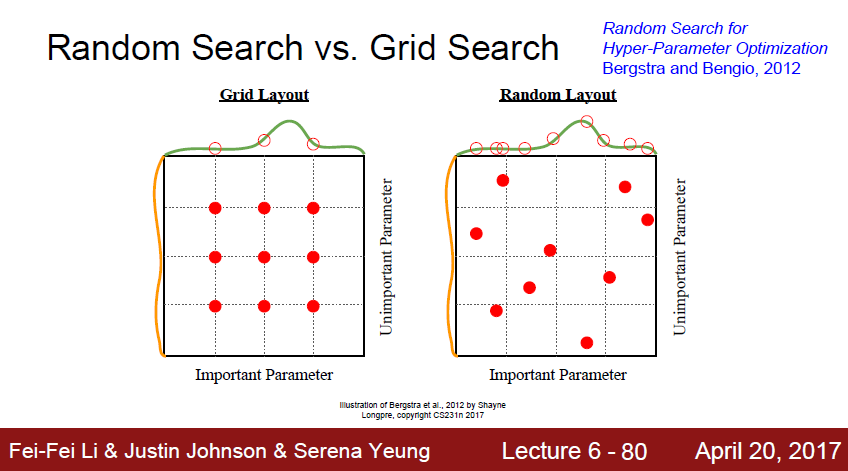 Random Search vs. Grid Search
Random Search for
Hyper-Parameter Optimization
Bergstra and Bengio, 2012
Grid Layout
Unimportant Parameter
Important Parameter
Random Layout
Unimportant Parameter
Important Parameter
Illustration of Bergstra et al., 2012 by Shayne
Longpre, copyright CS231n 2017
Fei-Fei Li & Justin Johnson & Serena Yeung
Lecture 6 - 80
April 20, 2017